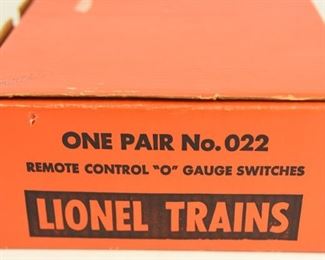 ONE PAIR No. 022
REMOTE CONTROL "O" GAUGE SWITCHES
LIONEL TRAINS